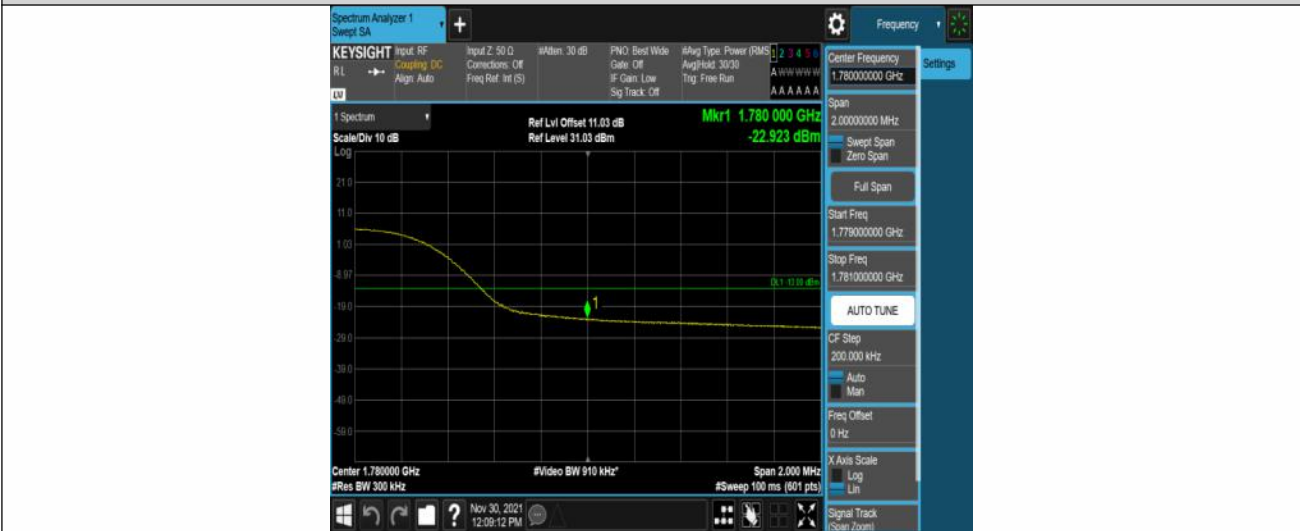 Spectrum Analyzer 1
Swept SA
+
Frequency
KEYSIGHT
RL
LV
Input: RF
Coupling: DC
Align: Auto
Input Z: 50 Ω
Corrections: Off
Freq Ref: Int (S)
#Atten: 30 dB
PNO: Best Wide
Gate: Off
IF Gain: Low
Sig Track: Off
#Avg Type: Power (RMS
Avg|Hold: 30/30
Trig: Free Run
1 2 3 4 5 6
A W W W W W
A A A A A A
1 Spectrum
Scale/Div 10 dB
Log
Ref Lvl Offset 11.03 dB
Ref Level 31.03 dBm
Mkr1 1.780 000 GHz
-22.923 dBm
21.0
11.0
1.03
-8.97
-19.0
-29.0
-39.0
-49.0
-59.0
DL1 -13.00 dBm
1
Center 1.780000 GHz
#Res BW 300 kHz
#Video BW 910 kHz*
Span 2.000 MHz
#Sweep 100 ms (601 pts)
Nov 30, 2021
12:09:12 PM
?
Center Frequency
1.780000000 GHz
Settings
Span
2.00000000 MHz
Swept Span
Zero Span
Full Span
Start Freq
1.779000000 GHz
Stop Freq
1.781000000 GHz
AUTO TUNE
CF Step
200.000 kHz
Auto
Man
Freq Offset
0 Hz
X Axis Scale
Log
Lin
Signal Track
(Span Zoom)